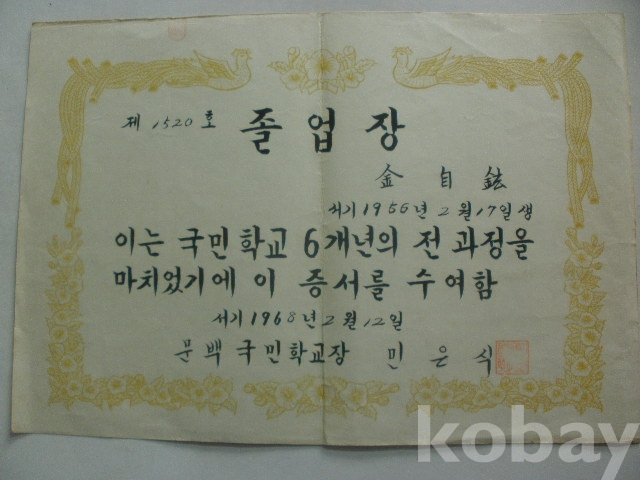 제 1520 호
졸업장
金自鉉
서기 1956년 2월 17일생
이는 국민학교 6개년의 전 과정을
마치었기에 이 증서를 수여함
서기 1968년 2월 12일
문백 국민학교장 민은식
kobay